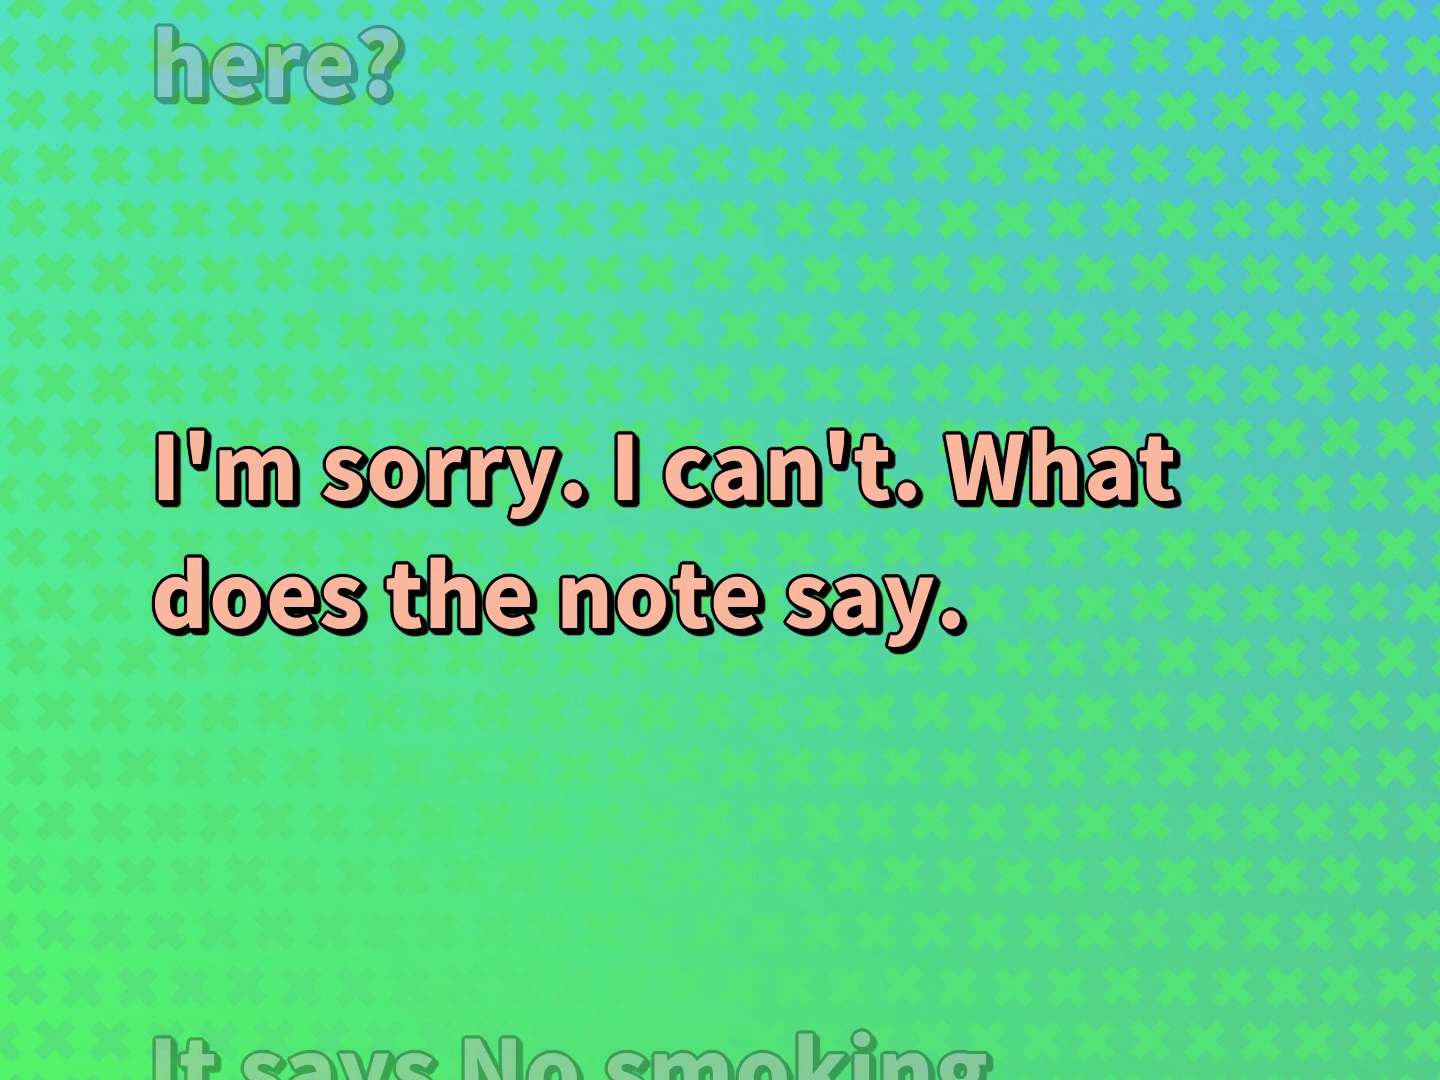 here?
I'm sorry. I can't. What
does the note say.
It says No smoking